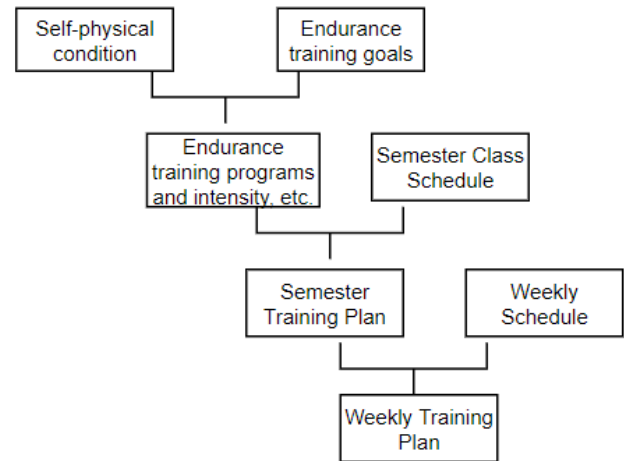 Self-physical
condition
Endurance
training goals
Endurance
training programs
and intensity, etc.
Semester Class
Schedule
Semester
Training Plan
Weekly
Schedule
Weekly Training
Plan